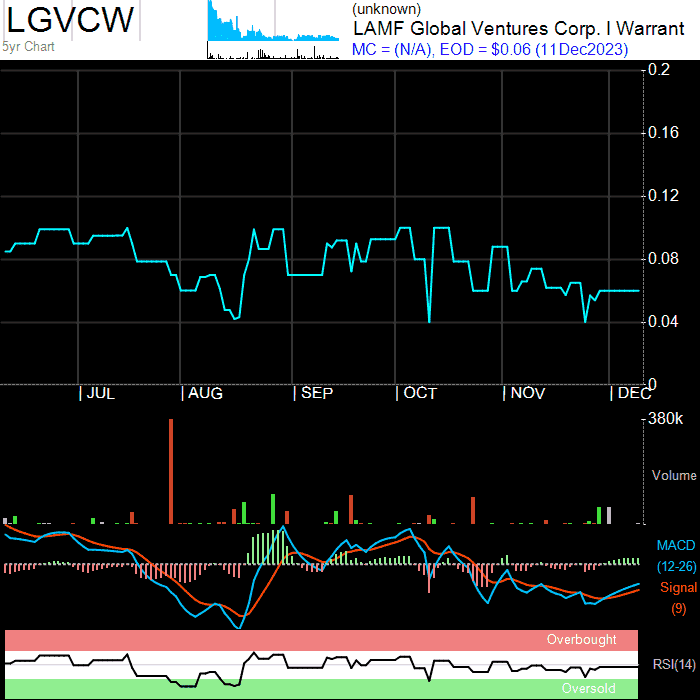 LGVCW
5yr Chart
(unknown)
LAMF Global Ventures Corp. I Warrant
MC = (N/A), EOD = $0.06 (11Dec2023)
0.2
0.16
0.12
0.08
0.04
0
| JUL | AUG | SEP | OCT | NOV | DEC
380k
Volume
MACD
(12-26)
Signal
(9)
Overbought
RSI(14)
Oversold